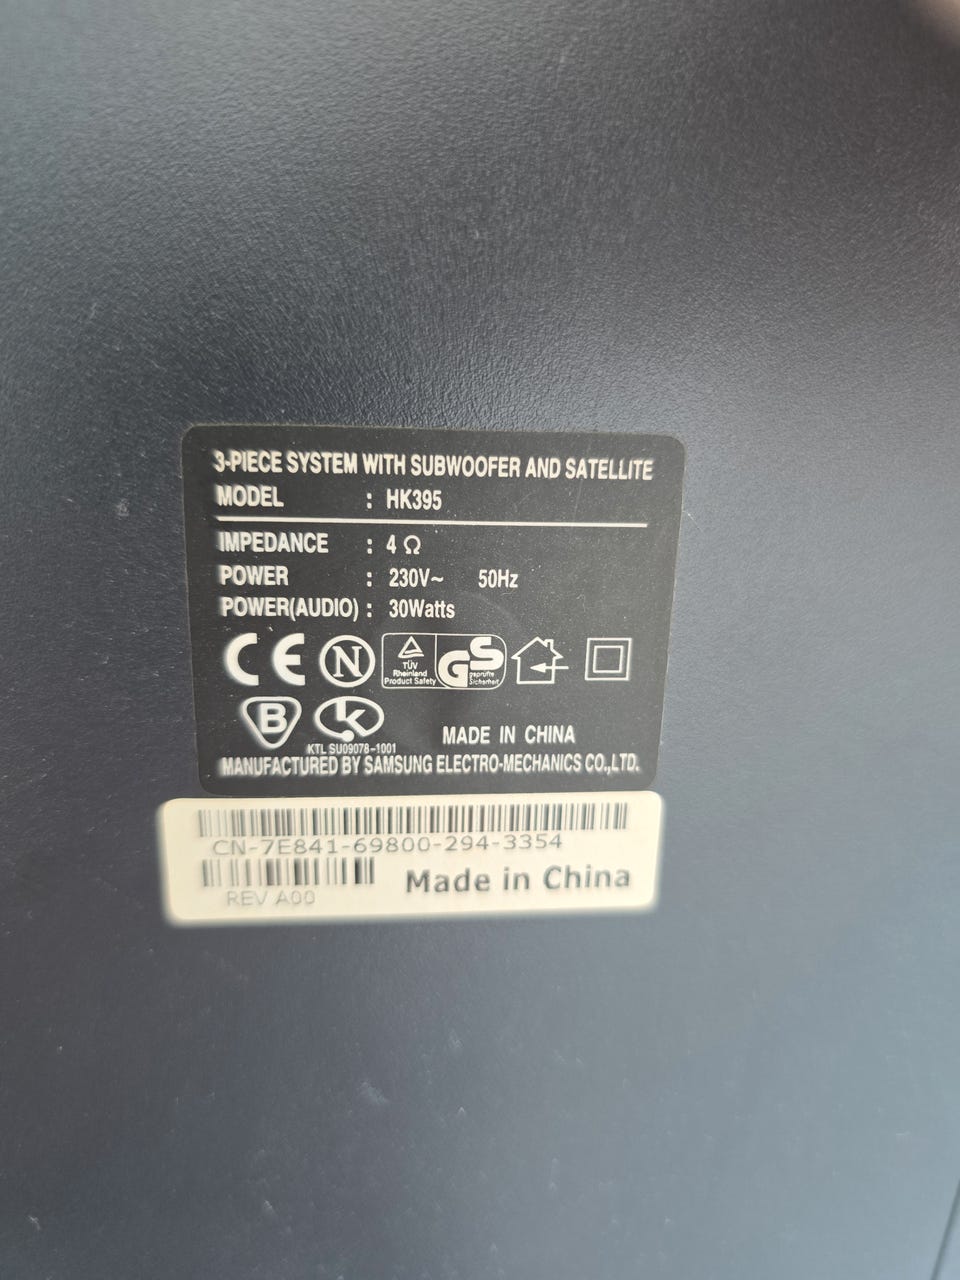 3-PIECE SYSTEM WITH SUBWOOFER AND SATELLITE
MODEL : HK395
IMPEDANCE : 4 Ω
POWER : 230V~ 50Hz
POWER(AUDIO) : 30Watts
CE N TÜV Rheinland Product Safety GS geprüfte Sicherheit
B K
KTL SU09078-1001
MADE IN CHINA
MANUFACTURED BY SAMSUNG ELECTRO-MECHANICS CO.,LTD.
CN-7E841-69800-294-3354
REV A00
Made in China